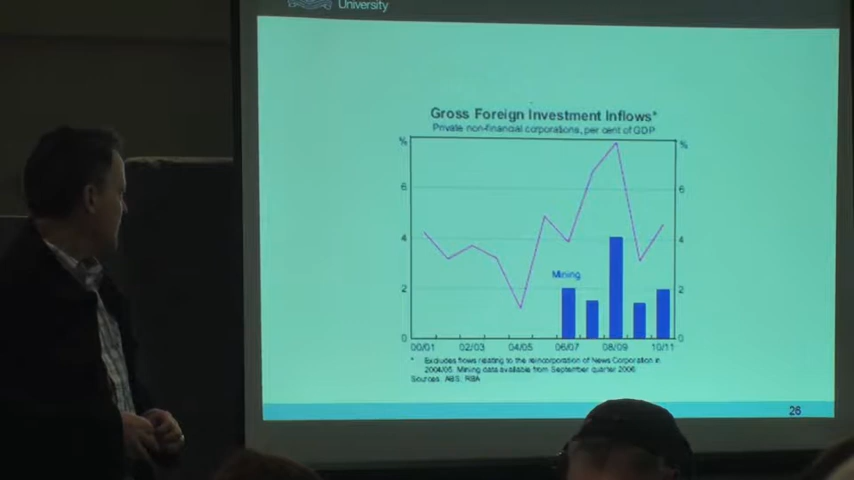 University
Gross Foreign Investment Inflows*
Private non-financial corporations, per cent of GDP
% %
6 6
4 4
Mining
2 2
0 0
00/01 02/03 04/05 06/07 08/09 10/11
* Excludes flows relating to the reincorporation of News Corporation in
2004/05. Mining data available from September quarter 2006
Sources: ABS, RBA
26